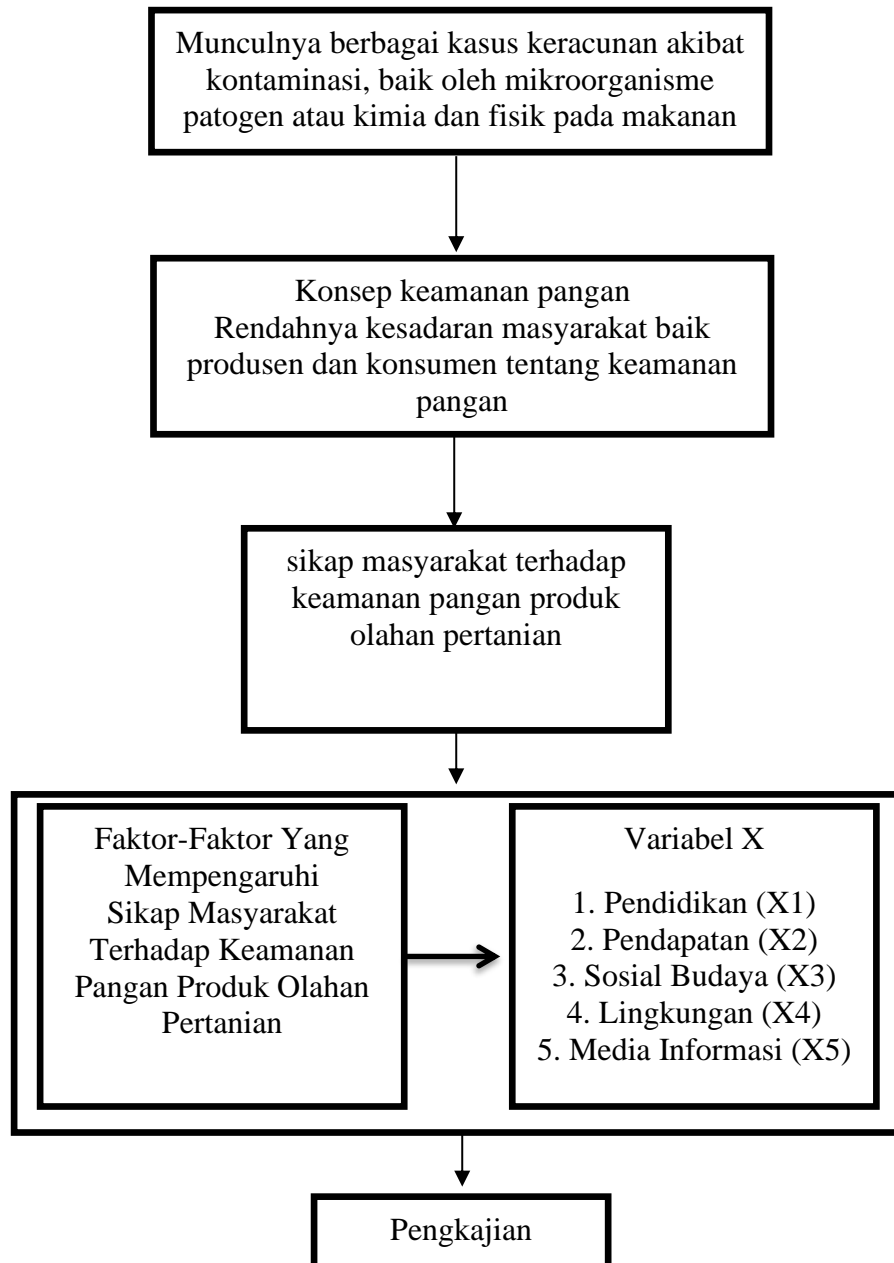 Munculnya berbagai kasus keracunan akibat
kontaminasi, baik oleh mikroorganisme
patogen atau kimia dan fisik pada makanan
Konsep keamanan pangan
Rendahnya kesadaran masyarakat baik
produsen dan konsumen tentang keamanan
pangan
sikap masyarakat terhadap
keamanan pangan produk
olahan pertanian
Faktor-Faktor Yang
Mempengaruhi
Sikap Masyarakat
Terhadap Keamanan
Pangan Produk Olahan
Pertanian
Variabel X
1. Pendidikan (X1)
2. Pendapatan (X2)
3. Sosial Budaya (X3)
4. Lingkungan (X4)
5. Media Informasi (X5)
Pengkajian